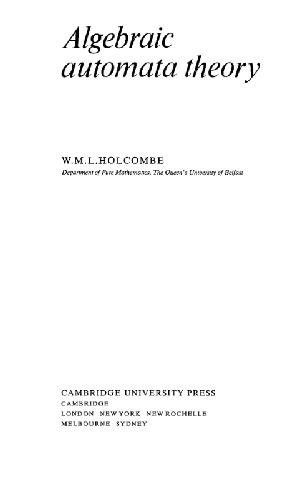 Algebraic
automata theory
W.M.L.HOLCOMBE
Department of Pure Mathematics, The Queen's University of Belfast
CAMBRIDGE UNIVERSITY PRESS
CAMBRIDGE
LONDON NEW YORK NEW ROCHELLE
MELBOURNE SYDNEY